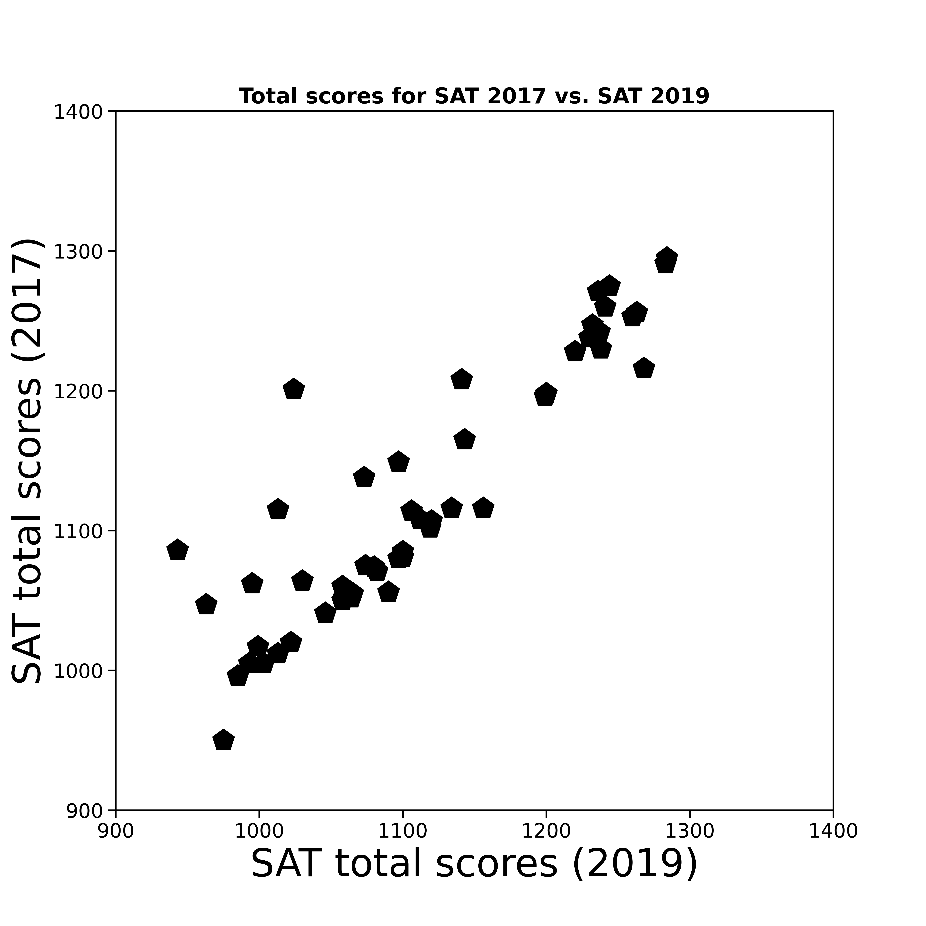 Total scores for SAT 2017 vs. SAT 2019
SAT total scores (2017)
1400
1300
1200
1100
1000
900
900 1000 1100 1200 1300 1400
SAT total scores (2019)